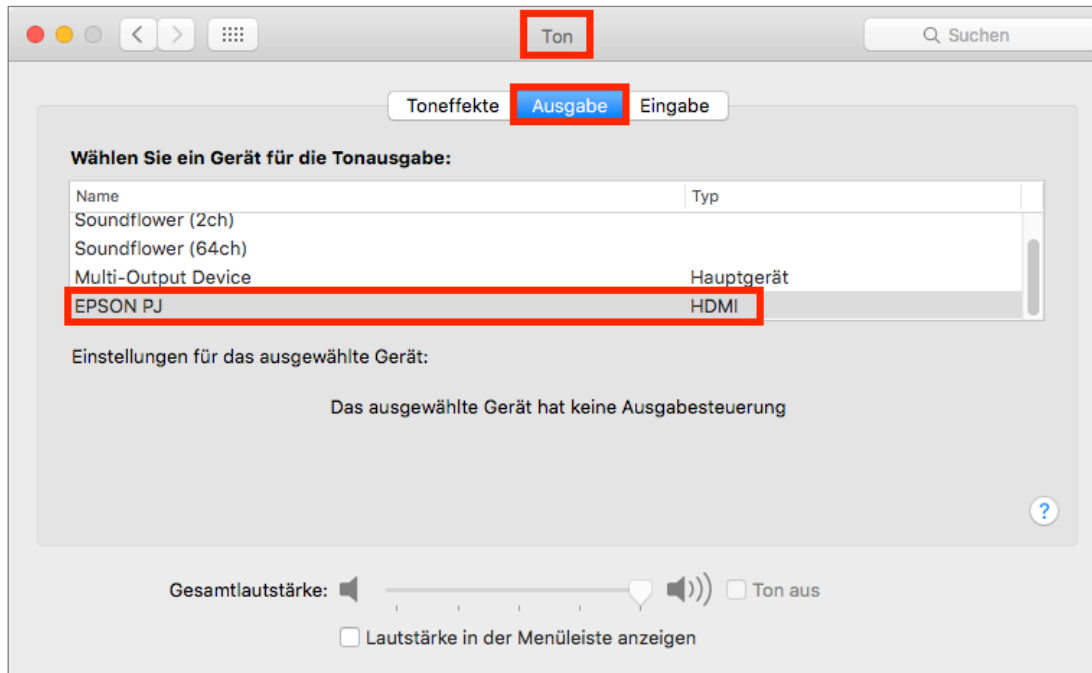 Ton
Suchen
Toneffekte Ausgabe Eingabe
Wählen Sie ein Gerät für die Tonausgabe:
Name Typ
Soundflower (2ch)
Soundflower (64ch)
Multi-Output Device Hauptgerät
EPSON PJ HDMI
Einstellungen für das ausgewählte Gerät:
Das ausgewählte Gerät hat keine Ausgabesteuerung
?
Gesamtlautstärke: Ton aus
Lautstärke in der Menüleiste anzeigen